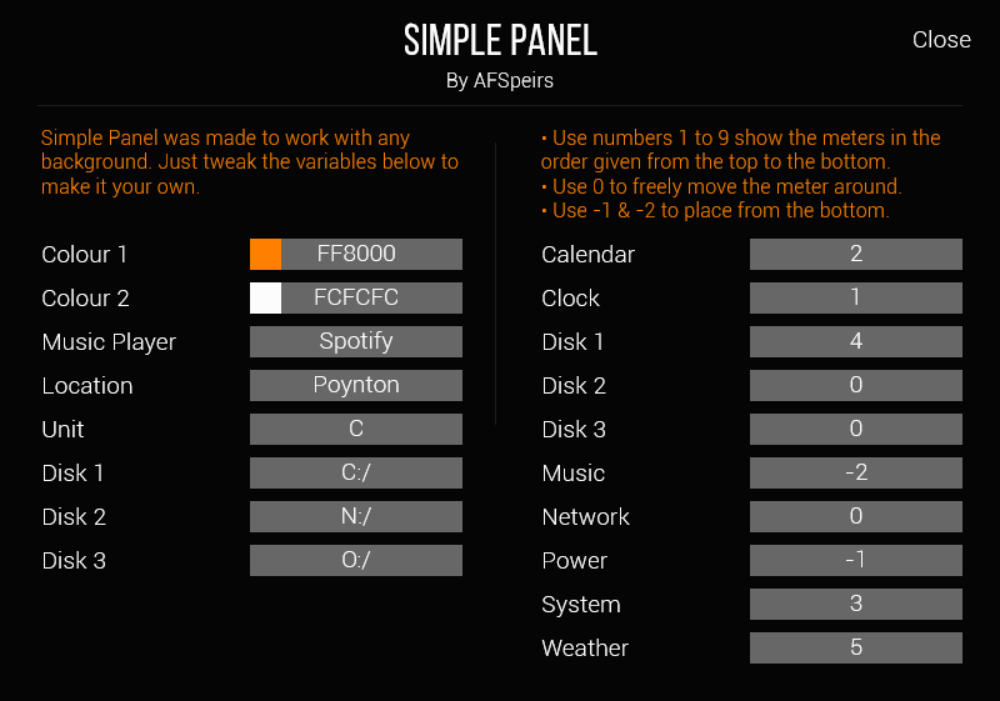 SIMPLE PANEL
Close
By AFSpeirs
Simple Panel was made to work with any
background. Just tweak the variables below to
make it your own.
Colour 1 FF8000
Colour 2 FCFCFC
Music Player Spotify
Location Poynton
Unit C
Disk 1 C:/
Disk 2 N:/
Disk 3 O:/
• Use numbers 1 to 9 show the meters in the
order given from the top to the bottom.
• Use 0 to freely move the meter around.
• Use -1 & -2 to place from the bottom.
Calendar 2
Clock 1
Disk 1 4
Disk 2 0
Disk 3 0
Music -2
Network 0
Power -1
System 3
Weather 5